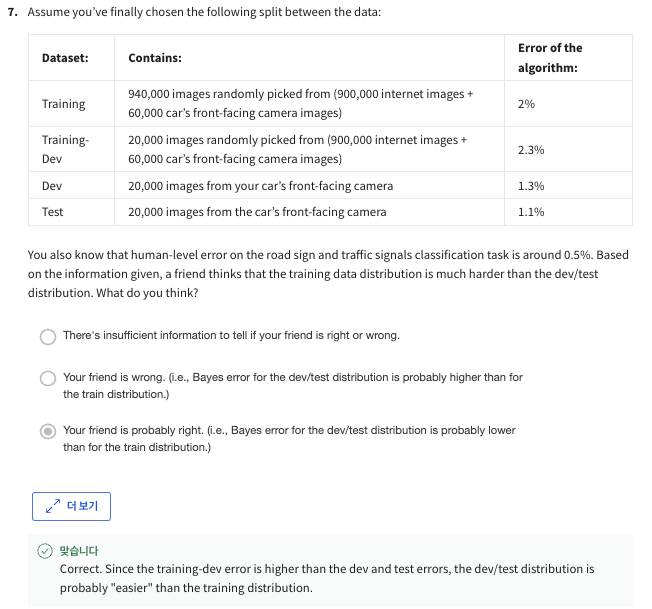 7. Assume you've finally chosen the following split between the data:
Dataset: Contains: Error of the
algorithm:
Training 940,000 images randomly picked from (900,000 internet images +
60,000 car's front-facing camera images) 2%
Training-
Dev 20,000 images randomly picked from (900,000 internet images +
60,000 car's front-facing camera images) 2.3%
Dev 20,000 images from your car's front-facing camera 1.3%
Test 20,000 images from the car's front-facing camera 1.1%
You also know that human-level error on the road sign and traffic signals classification task is around 0.5%. Based
on the information given, a friend thinks that the training data distribution is much harder than the dev/test
distribution. What do you think?
There's insufficient information to tell if your friend is right or wrong.
Your friend is wrong. (i.e., Bayes error for the dev/test distribution is probably higher than for
the train distribution.)
Your friend is probably right. (i.e., Bayes error for the dev/test distribution is probably lower
than for the train distribution.)
더 보기
맞습니다
Correct. Since the training-dev error is higher than the dev and test errors, the dev/test distribution is
probably "easier" than the training distribution.